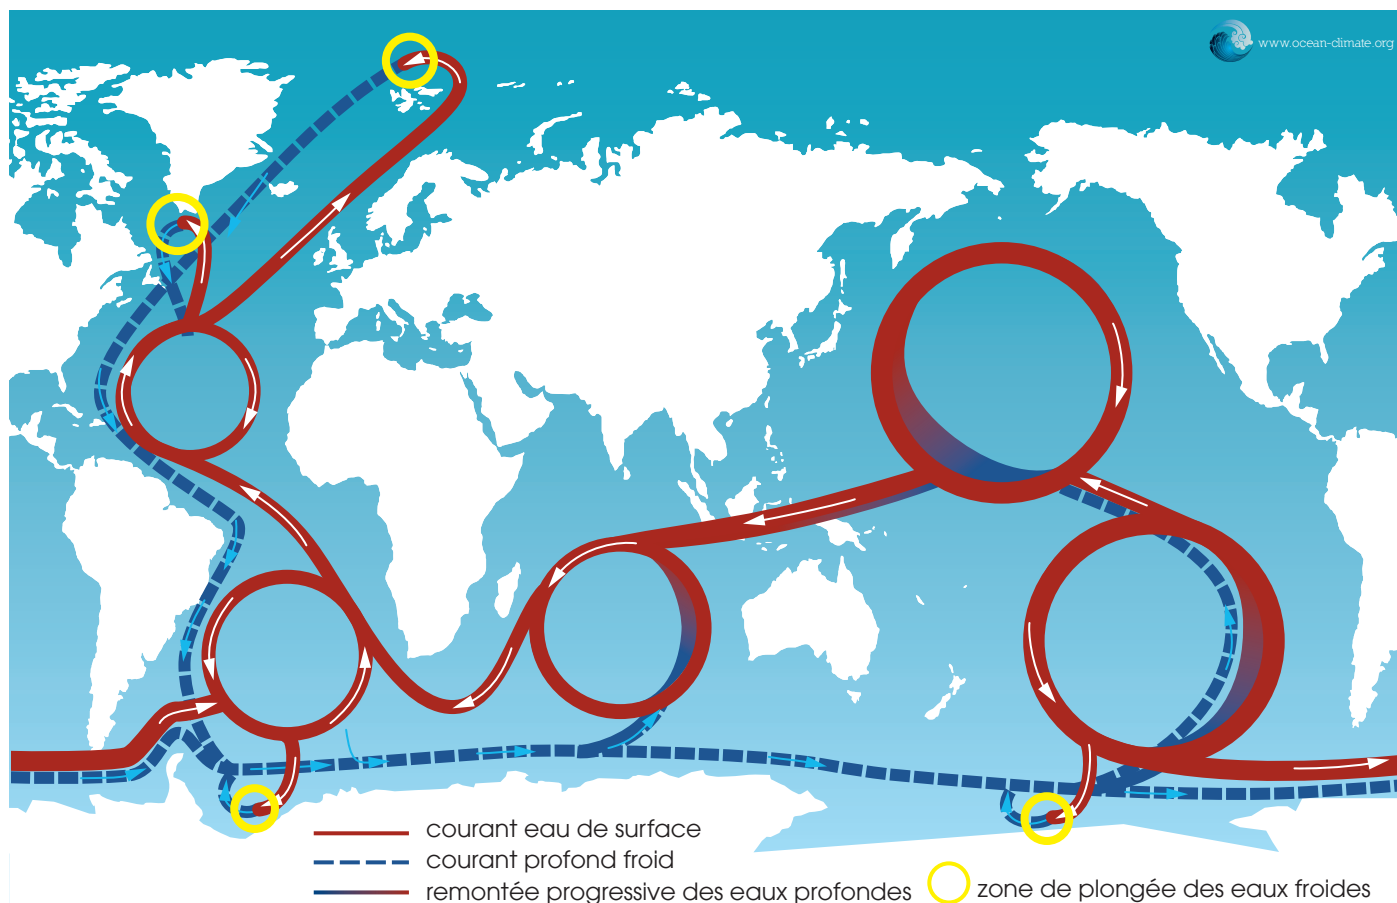 www.ocean-climate.org
courant eau de surface
courant profond froid
remontée progressive des eaux profondes
zone de plongée des eaux froides